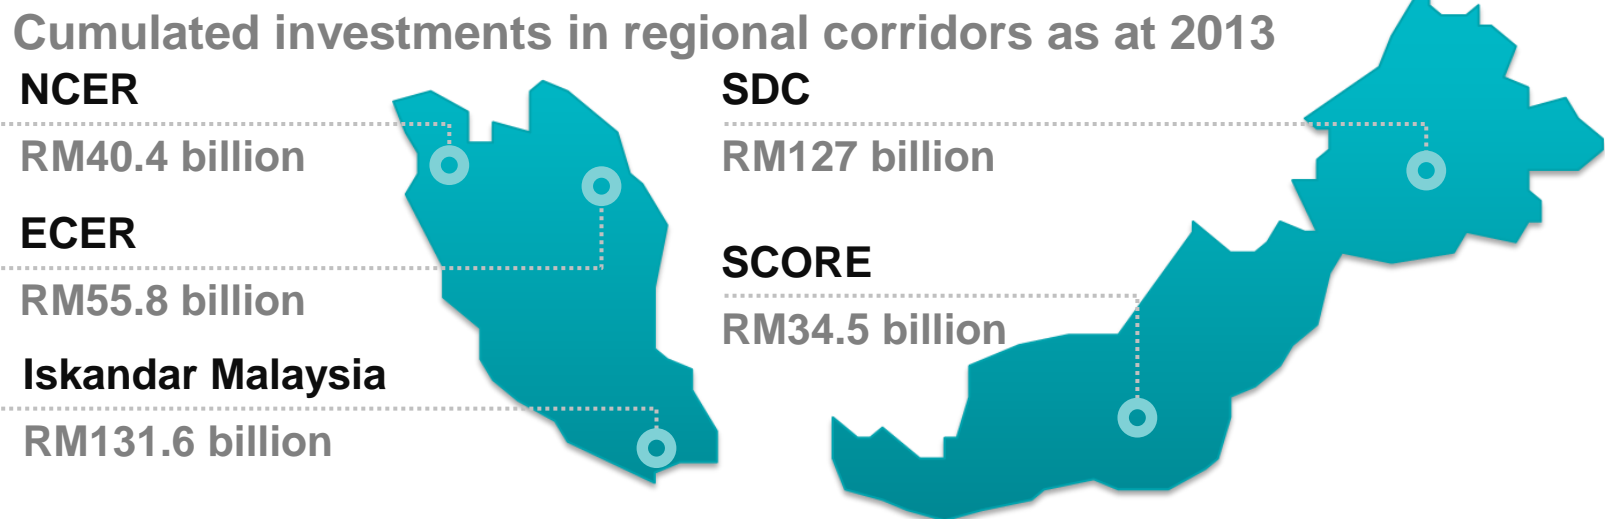 Cumulated investments in regional corridors as at 2013
NCER
RM40.4 billion
ECER
RM55.8 billion
Iskandar Malaysia
RM131.6 billion
SDC
RM127 billion
SCORE
RM34.5 billion